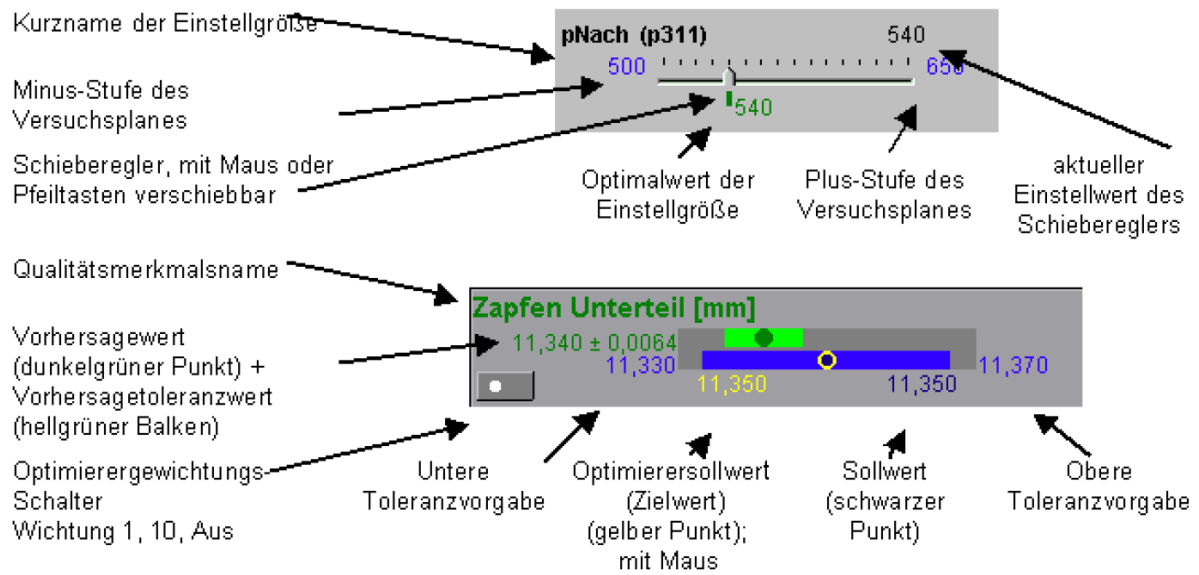 Kurzname der Einstellgröße
pNach (p311)
540
500
650
540
Minus-Stufe des
Versuchsplanes
Schieberegler, mit Maus oder
Pfeiltasten verschiebbar
Optimalwert der
Einstellgröße
Plus-Stufe des
Versuchsplanes
aktueller
Einstellwert des
Schiebereglers
Qualitätsmerkmalsname
Zapfen Unterteil [mm]
11,340 ± 0,0064
11,330
11,370
11,350
11,350
Vorhersagewert
(dunkelgrüner Punkt) +
Vorhersagetoleranzwert
(hellgrüner Balken)
Optimierergewichtungs-
Schalter
Wichtung 1, 10, Aus
Untere
Toleranzvorgabe
Optimierersollwert
(Zielwert)
(gelber Punkt);
mit Maus
Sollwert
(schwarzer
Punkt)
Obere
Toleranzvorgabe